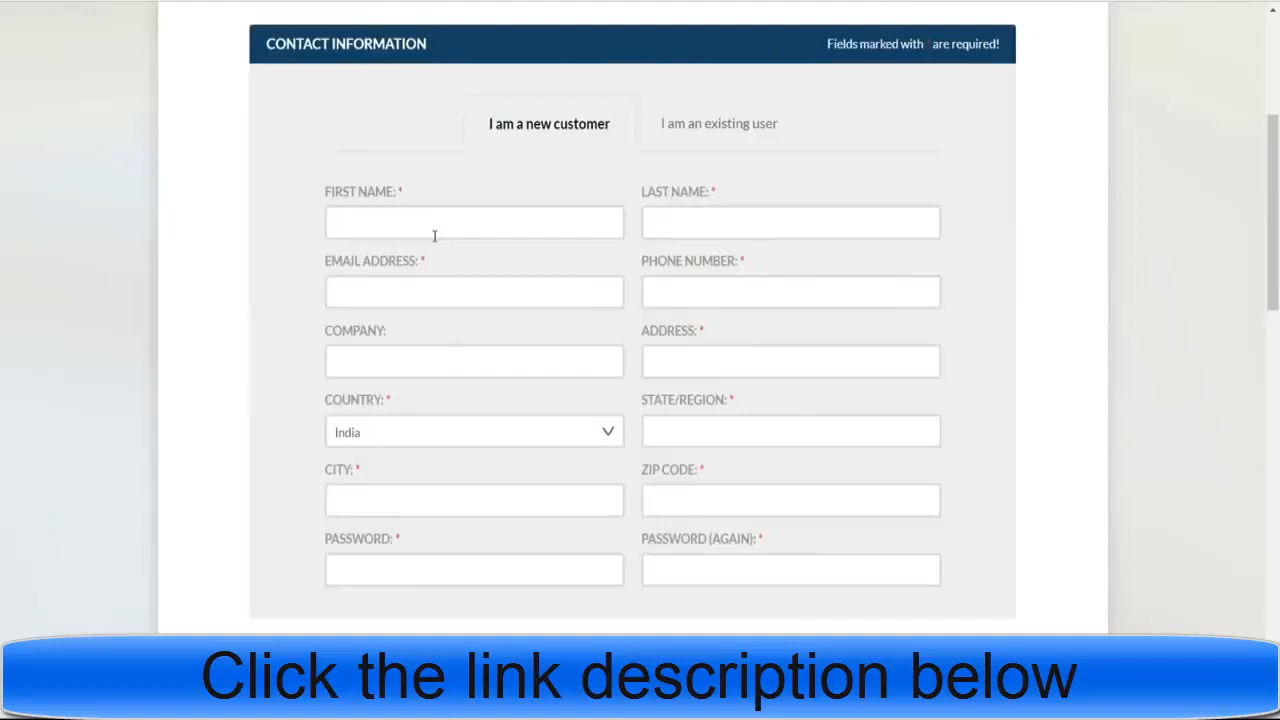 CONTACT INFORMATION
Fields marked with * are required!
I am a new customer
I am an existing user
FIRST NAME: *
LAST NAME: *
EMAIL ADDRESS: *
PHONE NUMBER: *
COMPANY:
ADDRESS: *
COUNTRY: *
STATE/REGION: *
India
CITY: *
ZIP CODE: *
PASSWORD: *
PASSWORD (AGAIN): *
Click the link description below